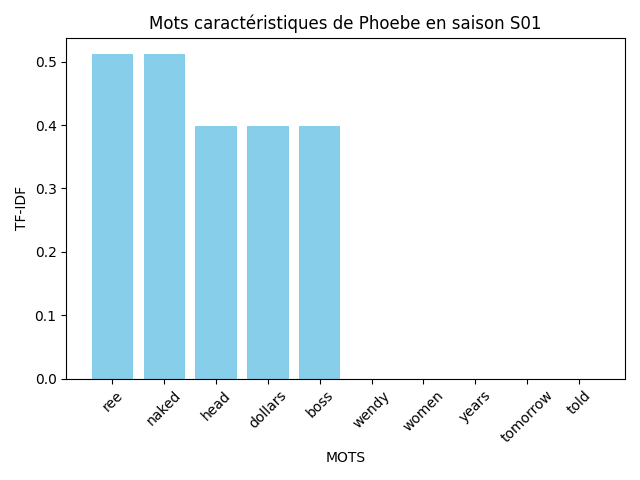 Mots caractéristiques de Phoebe en saison S01
TF-IDF
0.5
0.4
0.3
0.2
0.1
0.0
ree
naked
head
dollars
boss
wendy
women
years
tomorrow
told
MOTS